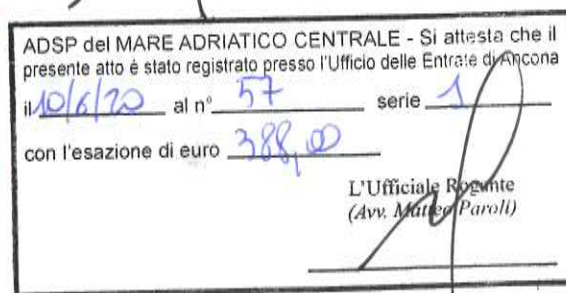 ADSP del MARE ADRIATICO CENTRALE - Si attesta che il
presente atto è stato registrato presso l'Ufficio delle Entrate di Ancona
il 10/6/20 al n° 57 serie 1
con l'esazione di euro 388,00
L'Ufficiale Rogante
(Avv. Matteo Paroli)